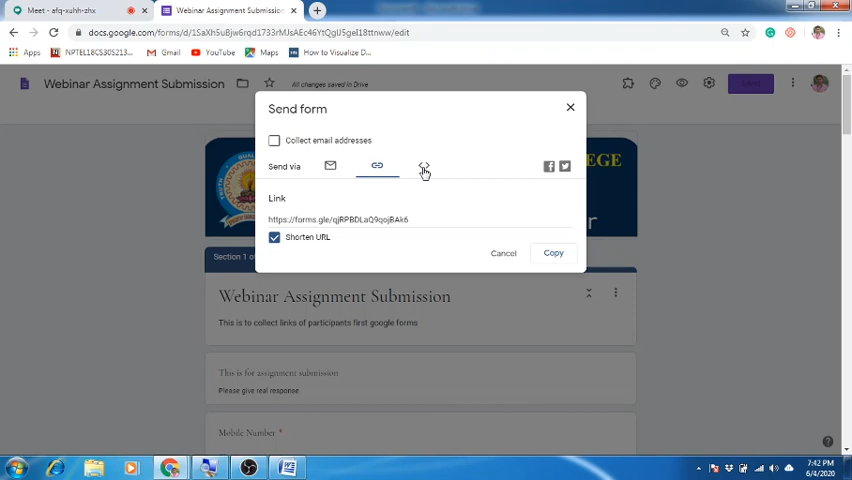 Meet - afq-xuhh-zhx
Webinar Assignment Submission
docs.google.com/forms/d/1SaXh5uBjw6rqd1733rMJsAEc46YtQgIJ5geI18ttnww/edit
Apps
NPTEL18CS30S213...
Gmail
YouTube
Maps
How to Visualize D...
Webinar Assignment Submission
All changes saved in Drive
Send
Send form
Collect email addresses
Send via
Link
https://forms.gle/qjRPBDLaQ9qojBAk6
Shorten URL
Cancel
Copy
Section 1 o
Webinar Assignment Submission
This is to collect links of participants first google forms
This is for assignment submission
Please give real response
Mobile Number *
7:42 PM
6/4/2020